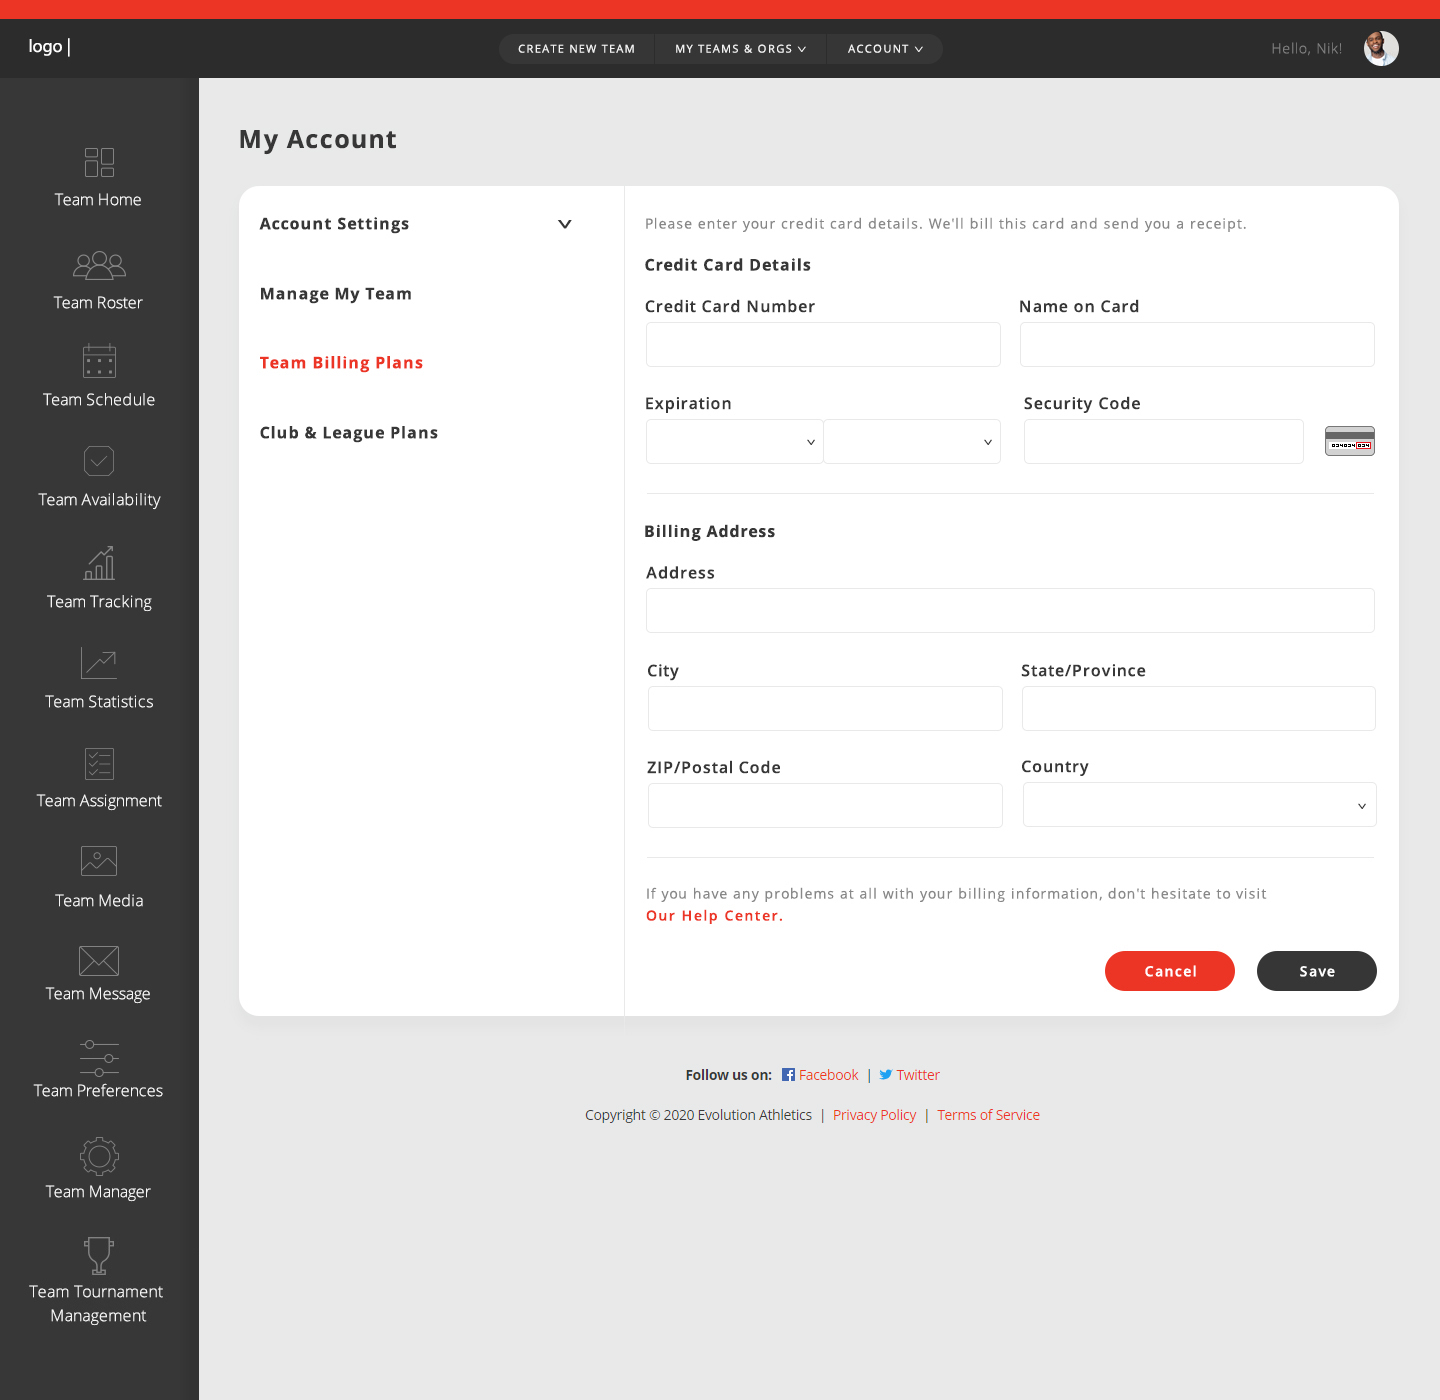 logo |
CREATE NEW TEAM
MY TEAMS & ORGS
ACCOUNT
Hello, Nik!
Team Home
Team Roster
Team Schedule
Team Availability
Team Tracking
Team Statistics
Team Assignment
Team Media
Team Message
Team Preferences
Team Manager
Team Tournament
Management
My Account
Account Settings
Manage My Team
Team Billing Plans
Club & League Plans
Please enter your credit card details. We'll bill this card and send you a receipt.
Credit Card Details
Credit Card Number
Name on Card
Expiration
Security Code
Billing Address
Address
City
State/Province
ZIP/Postal Code
Country
If you have any problems at all with your billing information, don't hesitate to visit
Our Help Center.
Cancel
Save
Follow us on: Facebook | Twitter
Copyright © 2020 Evolution Athletics | Privacy Policy | Terms of Service